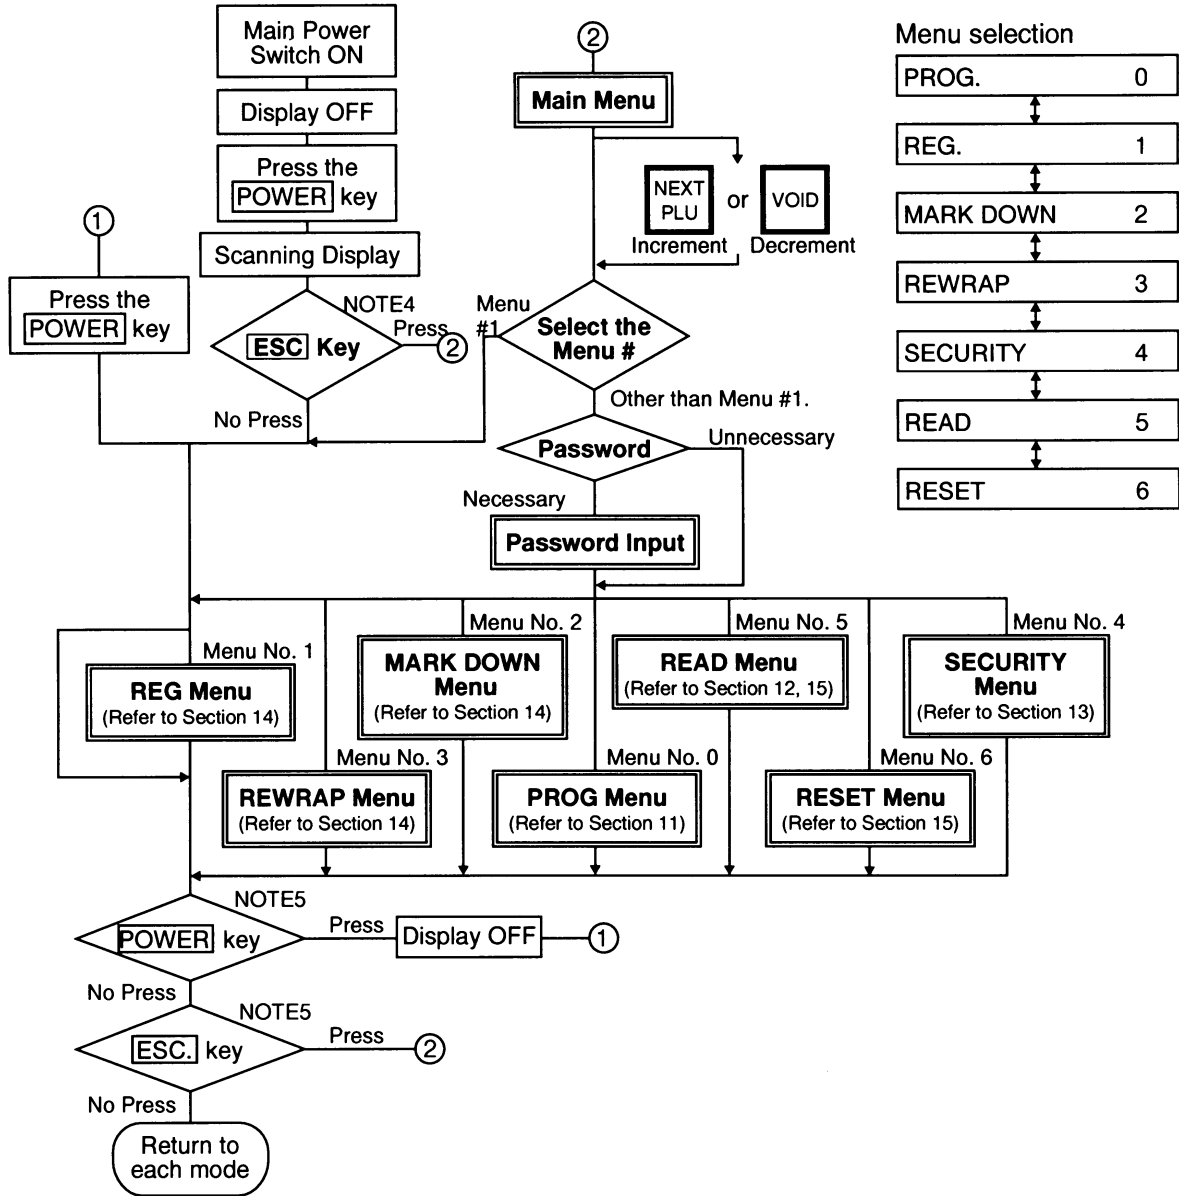 Main Power
Switch ON
Display OFF
Press the
POWER key
Scanning Display
NOTE4
ESC Key
Press
2
No Press
1
Press the
POWER key
2
Main Menu
NEXT
PLU
or
VOID
Increment
Decrement
Menu
#1
Select the
Menu #
Other than Menu #1.
Password
Unnecessary
Necessary
Password Input
Menu selection
PROG. 0
REG. 1
MARK DOWN 2
REWRAP 3
SECURITY 4
READ 5
RESET 6
Menu No. 1
REG Menu
(Refer to Section 14)
Menu No. 2
MARK DOWN
Menu
(Refer to Section 14)
Menu No. 5
READ Menu
(Refer to Section 12, 15)
Menu No. 4
SECURITY
Menu
(Refer to Section 13)
Menu No. 3
REWRAP Menu
(Refer to Section 14)
Menu No. 0
PROG Menu
(Refer to Section 11)
Menu No. 6
RESET Menu
(Refer to Section 15)
NOTE5
POWER key
Press
Display OFF
1
No Press
NOTE5
ESC. key
Press
2
No Press
Return to
each mode